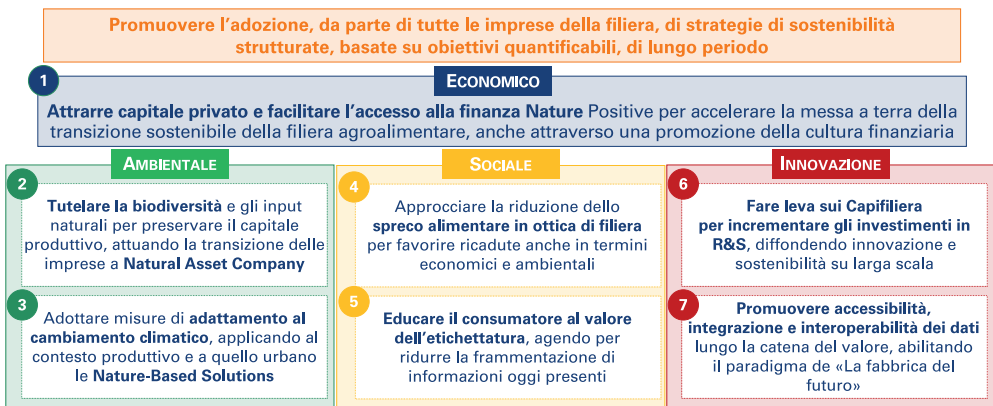 Promuovere l'adozione, da parte di tutte le imprese della filiera, di strategie di sostenibilità
strutturate, basate su obiettivi quantificabili, di lungo periodo
1
ECONOMICO
Attrarre capitale privato e facilitare l'accesso alla finanza Nature Positive per accelerare la messa a terra della
transizione sostenibile della filiera agroalimentare, anche attraverso una promozione della cultura finanziaria
AMBIENTALE
2
Tutelare la biodiversità e gli input
naturali per preservare il capitale
produttivo, attuando la transizione delle
imprese a Natural Asset Company
3
Adottare misure di adattamento al
cambiamento climatico, applicando al
contesto produttivo e a quello urbano
le Nature-Based Solutions
SOCIALE
4
Approcciare la riduzione dello
spreco alimentare in ottica di filiera
per favorire ricadute anche in termini
economici e ambientali
5
Educare il consumatore al valore
dell'etichettatura, agendo per
ridurre la frammentazione di
informazioni oggi presenti
INNOVAZIONE
6
Fare leva sui Capifiliera
per incrementare gli investimenti in
R&S, diffondendo innovazione e
sostenibilità su larga scala
7
Promuovere accessibilità,
integrazione e interoperabilità dei dati
lungo la catena del valore, abilitando
il paradigma de «La fabbrica del
futuro»